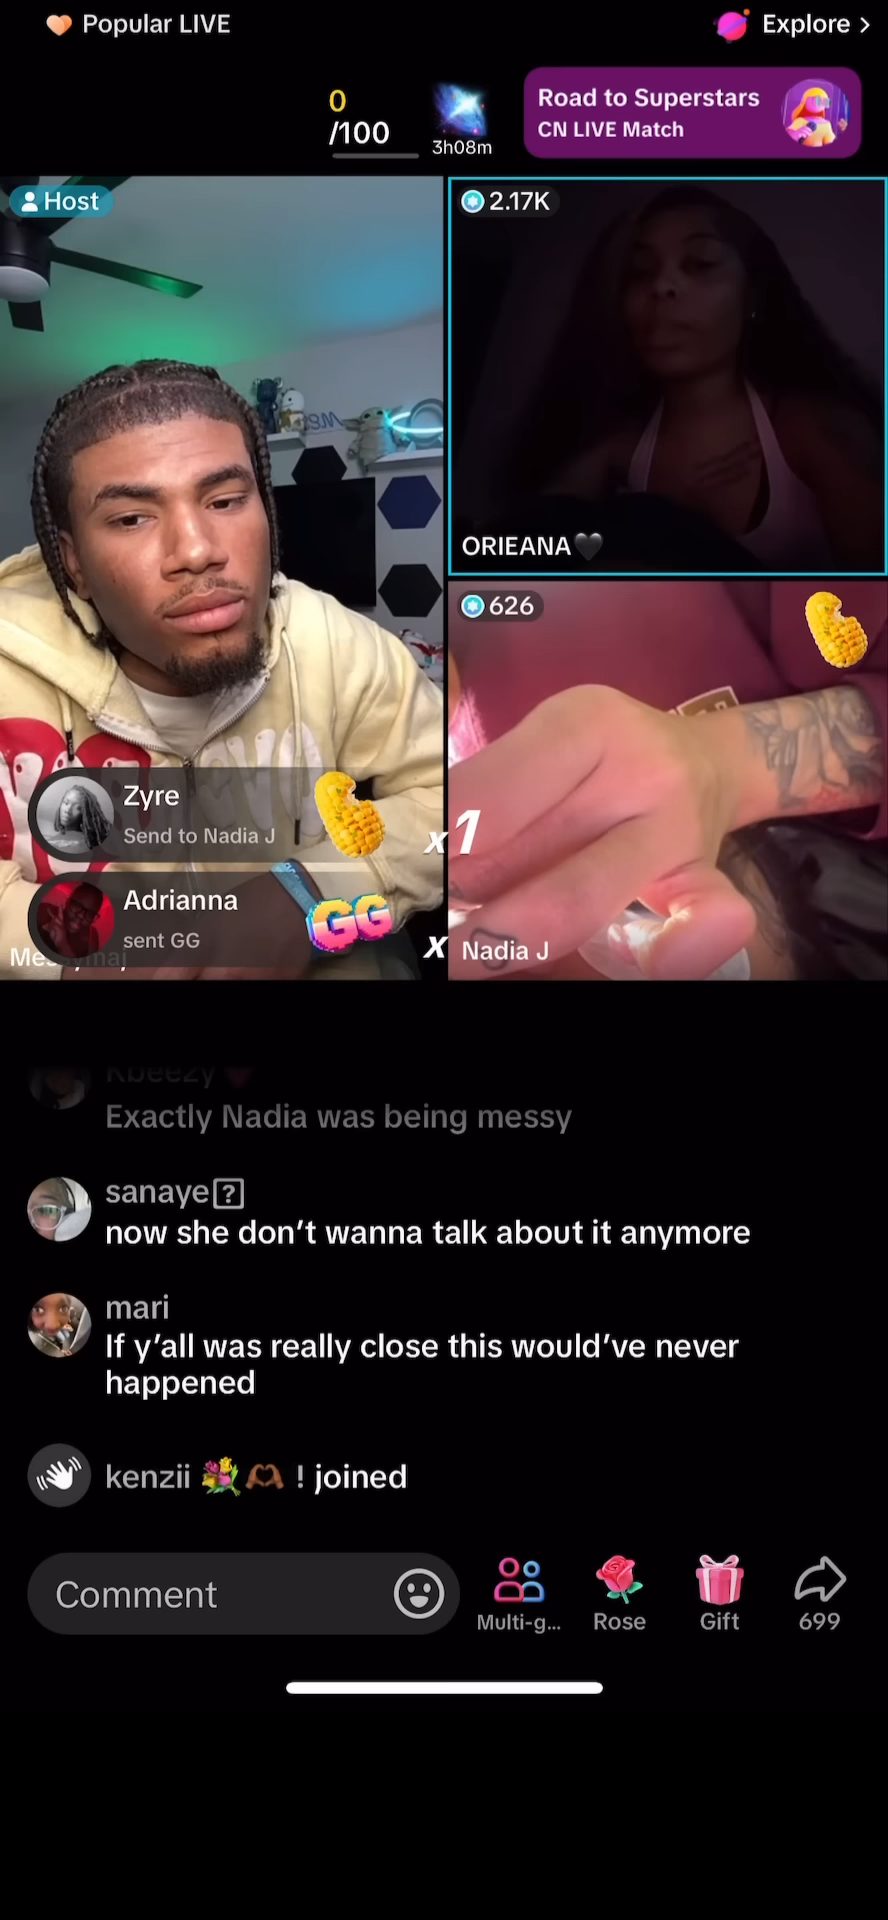 Popular LIVE
Explore >
0
/100
3h08m
Road to Superstars
CN LIVE Match
Host
2.17K
ORIEANA🖤
626
Zyre
Send to Nadia J
x1
Adrianna
sent GG
GG
x
Nadia J
Kbeezy
Exactly Nadia was being messy
sanaye
now she don’t wanna talk about it anymore
mari
If y’all was really close this would’ve never
happened
kenzii 💐🫶🏾 ! joined
Comment
Multi-g...
Rose
Gift
699